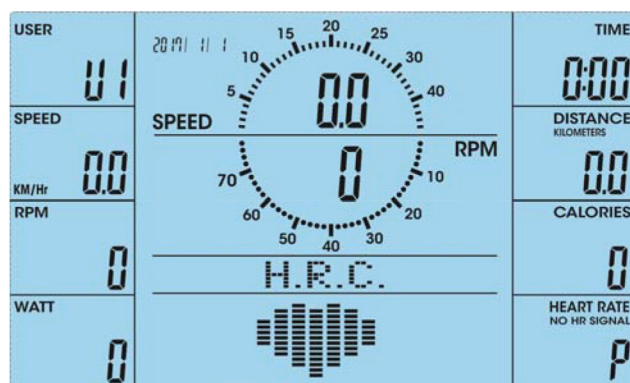 USER
U1
SPEED
KM/Hr 0.0
RPM
0
WATT
0
2017/ 1/ 1
5 10 15 20 25 30 40
SPEED
0.0
0
RPM
70 60 50 40 30 20 10
H.R.C.
TIME
0:00
DISTANCE
KILOMETERS
0.0
CALORIES
0
HEART RATE
NO HR SIGNAL
P